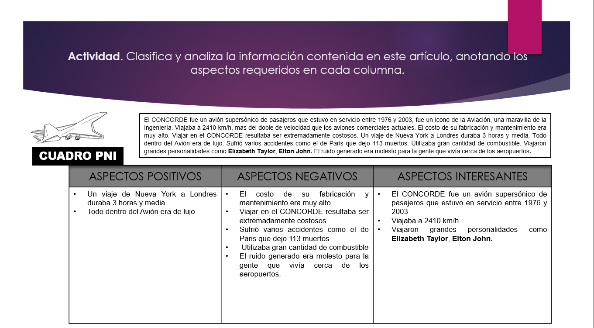 Actividad. Clasifica y analiza la información contenida en este artículo, anotando los
aspectos requeridos en cada columna.
El CONCORDE fue un avión supersónico de pasajeros que estuvo en servicio entre 1976 y 2003, fue un icono de la Aviación, una maravilla de la
ingeniería. Viajaba a 2410 km/h, mas del doble de velocidad que los aviones comerciales actuales. El costo de su fabricación y mantenimiento era
muy alto. Viajar en el CONCORDE resultaba ser extremadamente costosos. Un viaje de Nueva York a Londres duraba 3 horas y media. Todo
dentro del Avión era de lujo. Sufrió varios accidentes como el de Paris que dejo 113 muertos. Utilizaba gran cantidad de combustible. Viajaron
grandes personalidades como Elizabeth Taylor, Elton John. El ruido generado era molesto para la gente que vivía cerca de los aeropuertos.
CUADRO PNI
ASPECTOS POSITIVOS
• Un viaje de Nueva York a Londres
duraba 3 horas y media
• Todo dentro del Avión era de lujo
ASPECTOS NEGATIVOS
• El costo de su fabricación y
mantenimiento era muy alto
• Viajar en el CONCORDE resultaba ser
extremadamente costosos
• Sufrió varios accidentes como el de
Paris que dejo 113 muertos
• Utilizaba gran cantidad de combustible
• El ruido generado era molesto para la
gente que vivía cerca de los
aeropuertos.
ASPECTOS INTERESANTES
• El CONCORDE fue un avión supersónico de
pasajeros que estuvo en servicio entre 1976 y
2003
• Viajaba a 2410 km/h
• Viajaron grandes personalidades como
Elizabeth Taylor, Elton John.